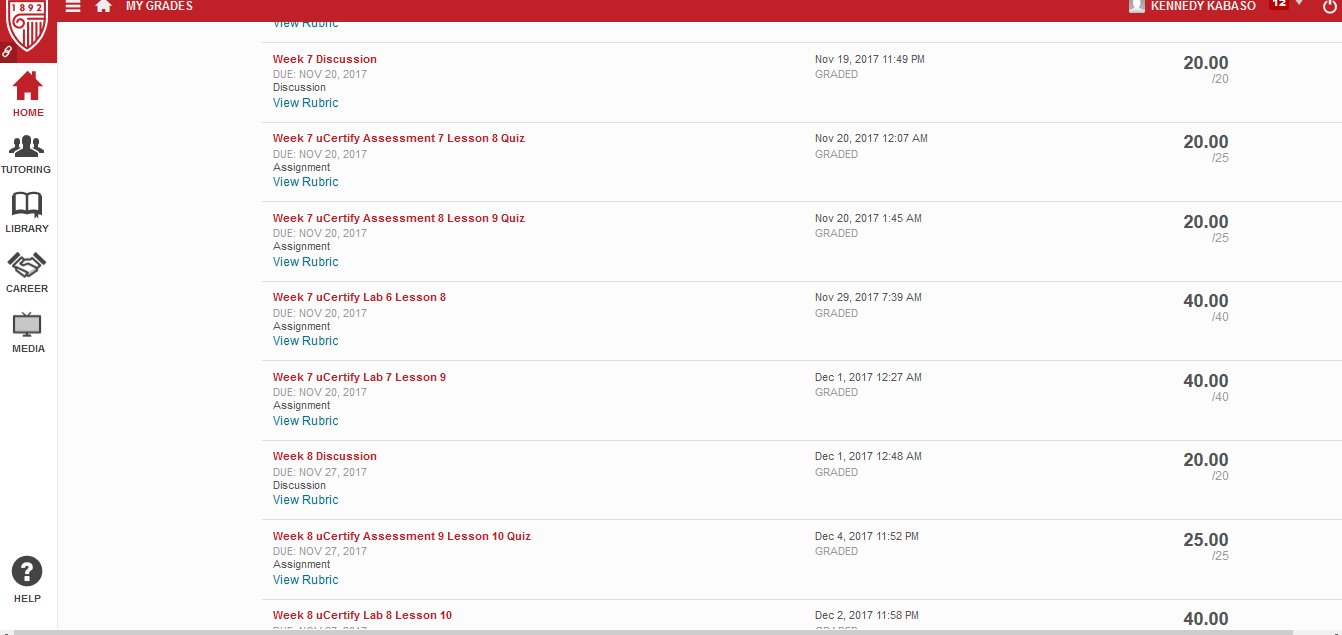 1892
MY GRADES
KENNEDY KABASO
12
View Rubric
HOME
TUTORING
LIBRARY
CAREER
MEDIA
HELP
Week 7 Discussion
Nov 19, 2017 11:49 PM
20.00
DUE: NOV 20, 2017
GRADED
/20
Discussion
View Rubric
Week 7 uCertify Assessment 7 Lesson 8 Quiz
Nov 20, 2017 12:07 AM
20.00
DUE: NOV 20, 2017
GRADED
/25
Assignment
View Rubric
Week 7 uCertify Assessment 8 Lesson 9 Quiz
Nov 20, 2017 1:45 AM
20.00
DUE: NOV 20, 2017
GRADED
/25
Assignment
View Rubric
Week 7 uCertify Lab 6 Lesson 8
Nov 29, 2017 7:39 AM
40.00
DUE: NOV 20, 2017
GRADED
/40
Assignment
View Rubric
Week 7 uCertify Lab 7 Lesson 9
Dec 1, 2017 12:27 AM
40.00
DUE: NOV 20, 2017
GRADED
/40
Assignment
View Rubric
Week 8 Discussion
Dec 1, 2017 12:48 AM
20.00
DUE: NOV 27, 2017
GRADED
/20
Discussion
View Rubric
Week 8 uCertify Assessment 9 Lesson 10 Quiz
Dec 4, 2017 11:52 PM
25.00
DUE: NOV 27, 2017
GRADED
/25
Assignment
View Rubric
Week 8 uCertify Lab 8 Lesson 10
Dec 2, 2017 11:58 PM
40.00
DUE: NOV 27, 2017
GRADED